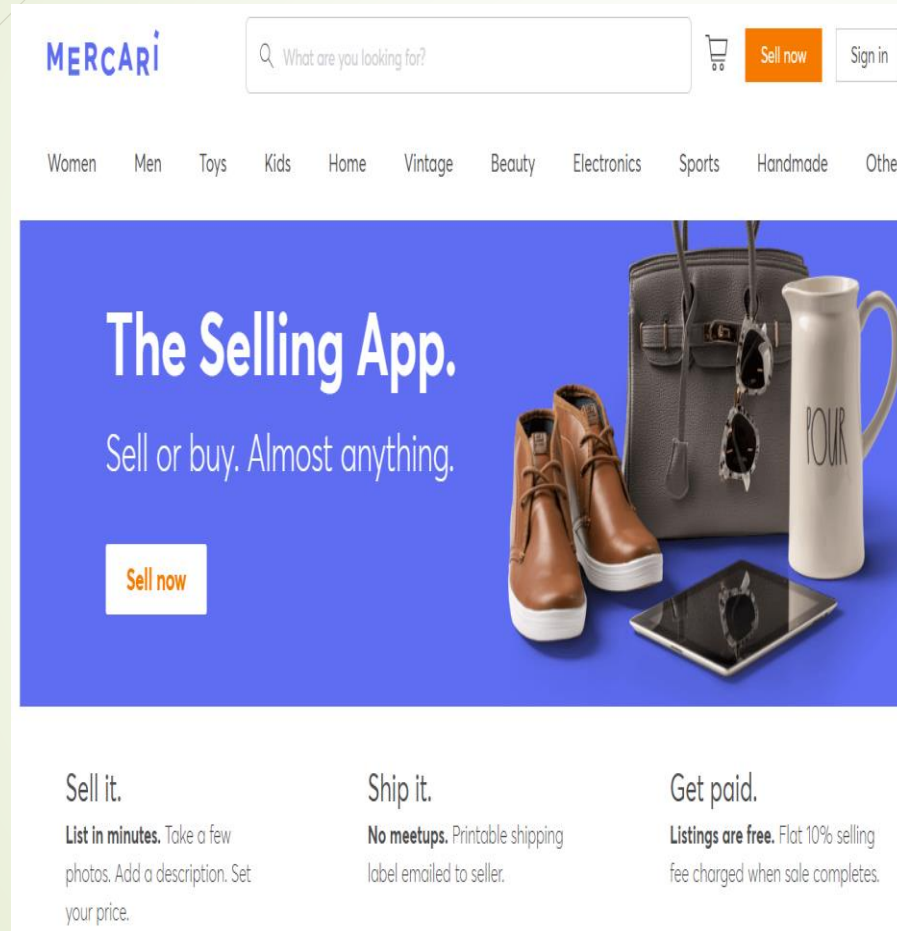 MERCARI
What are you looking for?
Sell now
Sign in
Women Men Toys Kids Home Vintage Beauty Electronics Sports Handmade Othe
The Selling App.
Sell or buy. Almost anything.
Sell now
POUR
Sell it.
List in minutes. Take a few
photos. Add a description. Set
your price.
Ship it.
No meetups. Printable shipping
label emailed to seller.
Get paid.
Listings are free. Flat 10% selling
fee charged when sale completes.